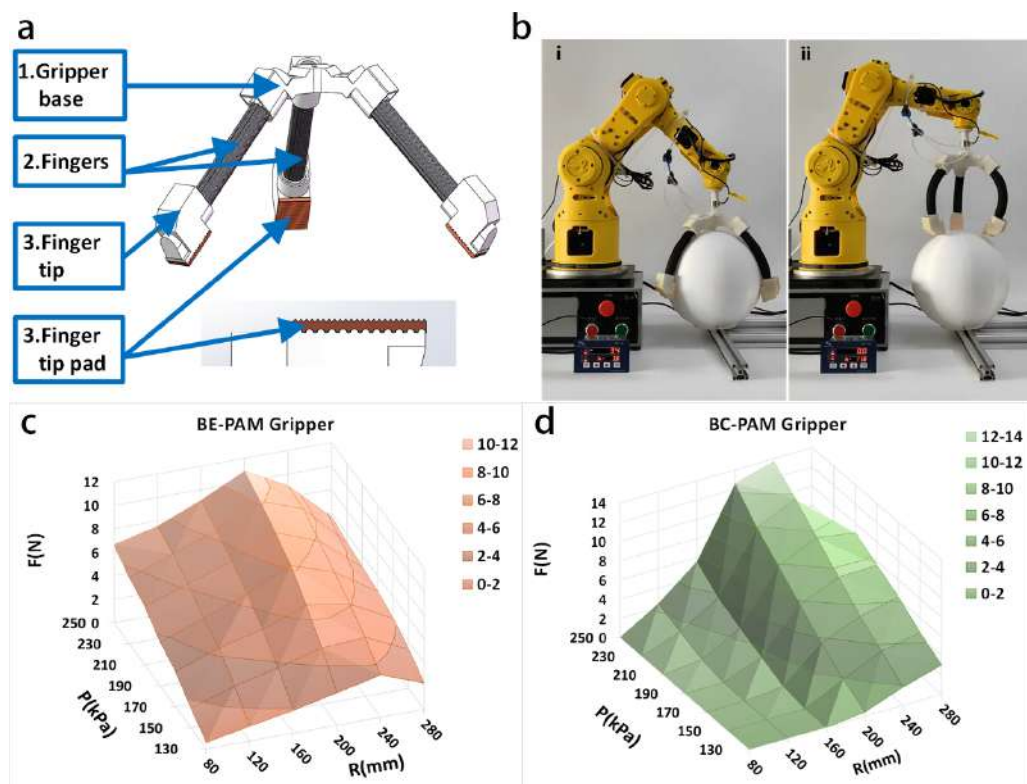 a
1.Gripper
base
2.Fingers
3.Finger
tip
3.Finger
tip pad
b
i
ii
c
BE-PAM Gripper
10-12
8-10
6-8
4-6
2-4
0-2
F(N)
12
10
8
6
4
2
0
250
230
210
190
170
150
130
P(kPa)
80
120
160
200
240
280
R(mm)
d
BC-PAM Gripper
12-14
10-12
8-10
6-8
4-6
2-4
0-2
F(N)
14
12
10
8
6
4
2
0
250
230
210
190
170
150
130
P(kPa)
80
120
160
200
240
280
R(mm)